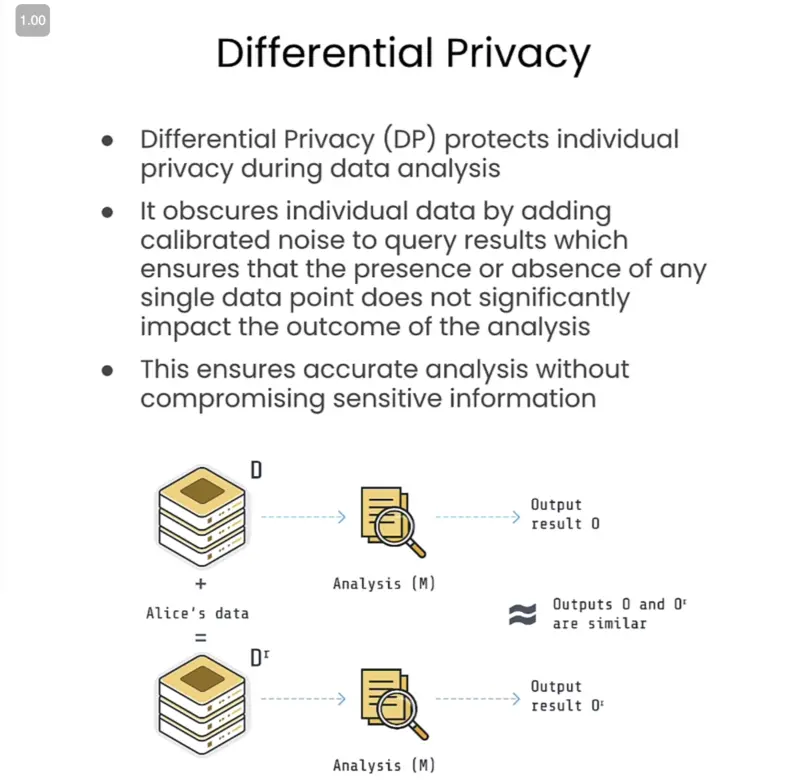 1.00
Differential Privacy
● Differential Privacy (DP) protects individual
privacy during data analysis
● It obscures individual data by adding
calibrated noise to query results which
ensures that the presence or absence of any
single data point does not significantly
impact the outcome of the analysis
● This ensures accurate analysis without
compromising sensitive information
D
Output
result O
+
Analysis (M)
Alice's data
≈ Outputs O and Oᶦ
are similar
=
Dᶦ
Output
result Oᶦ
Analysis (M)